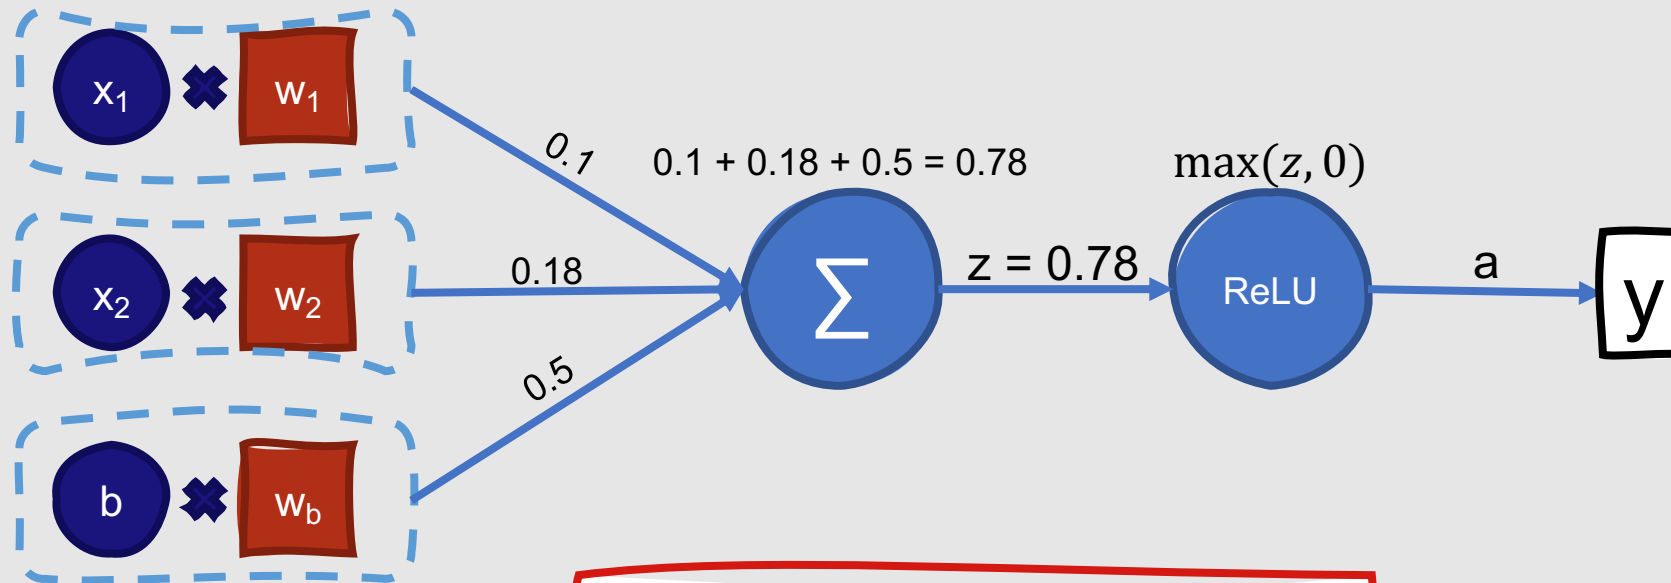 x₁ w₁
0.1
0.1 + 0.18 + 0.5 = 0.78
max(z, 0)
x₂ w₂
0.18
∑
z = 0.78
ReLU
a
y
0.5
b w_b